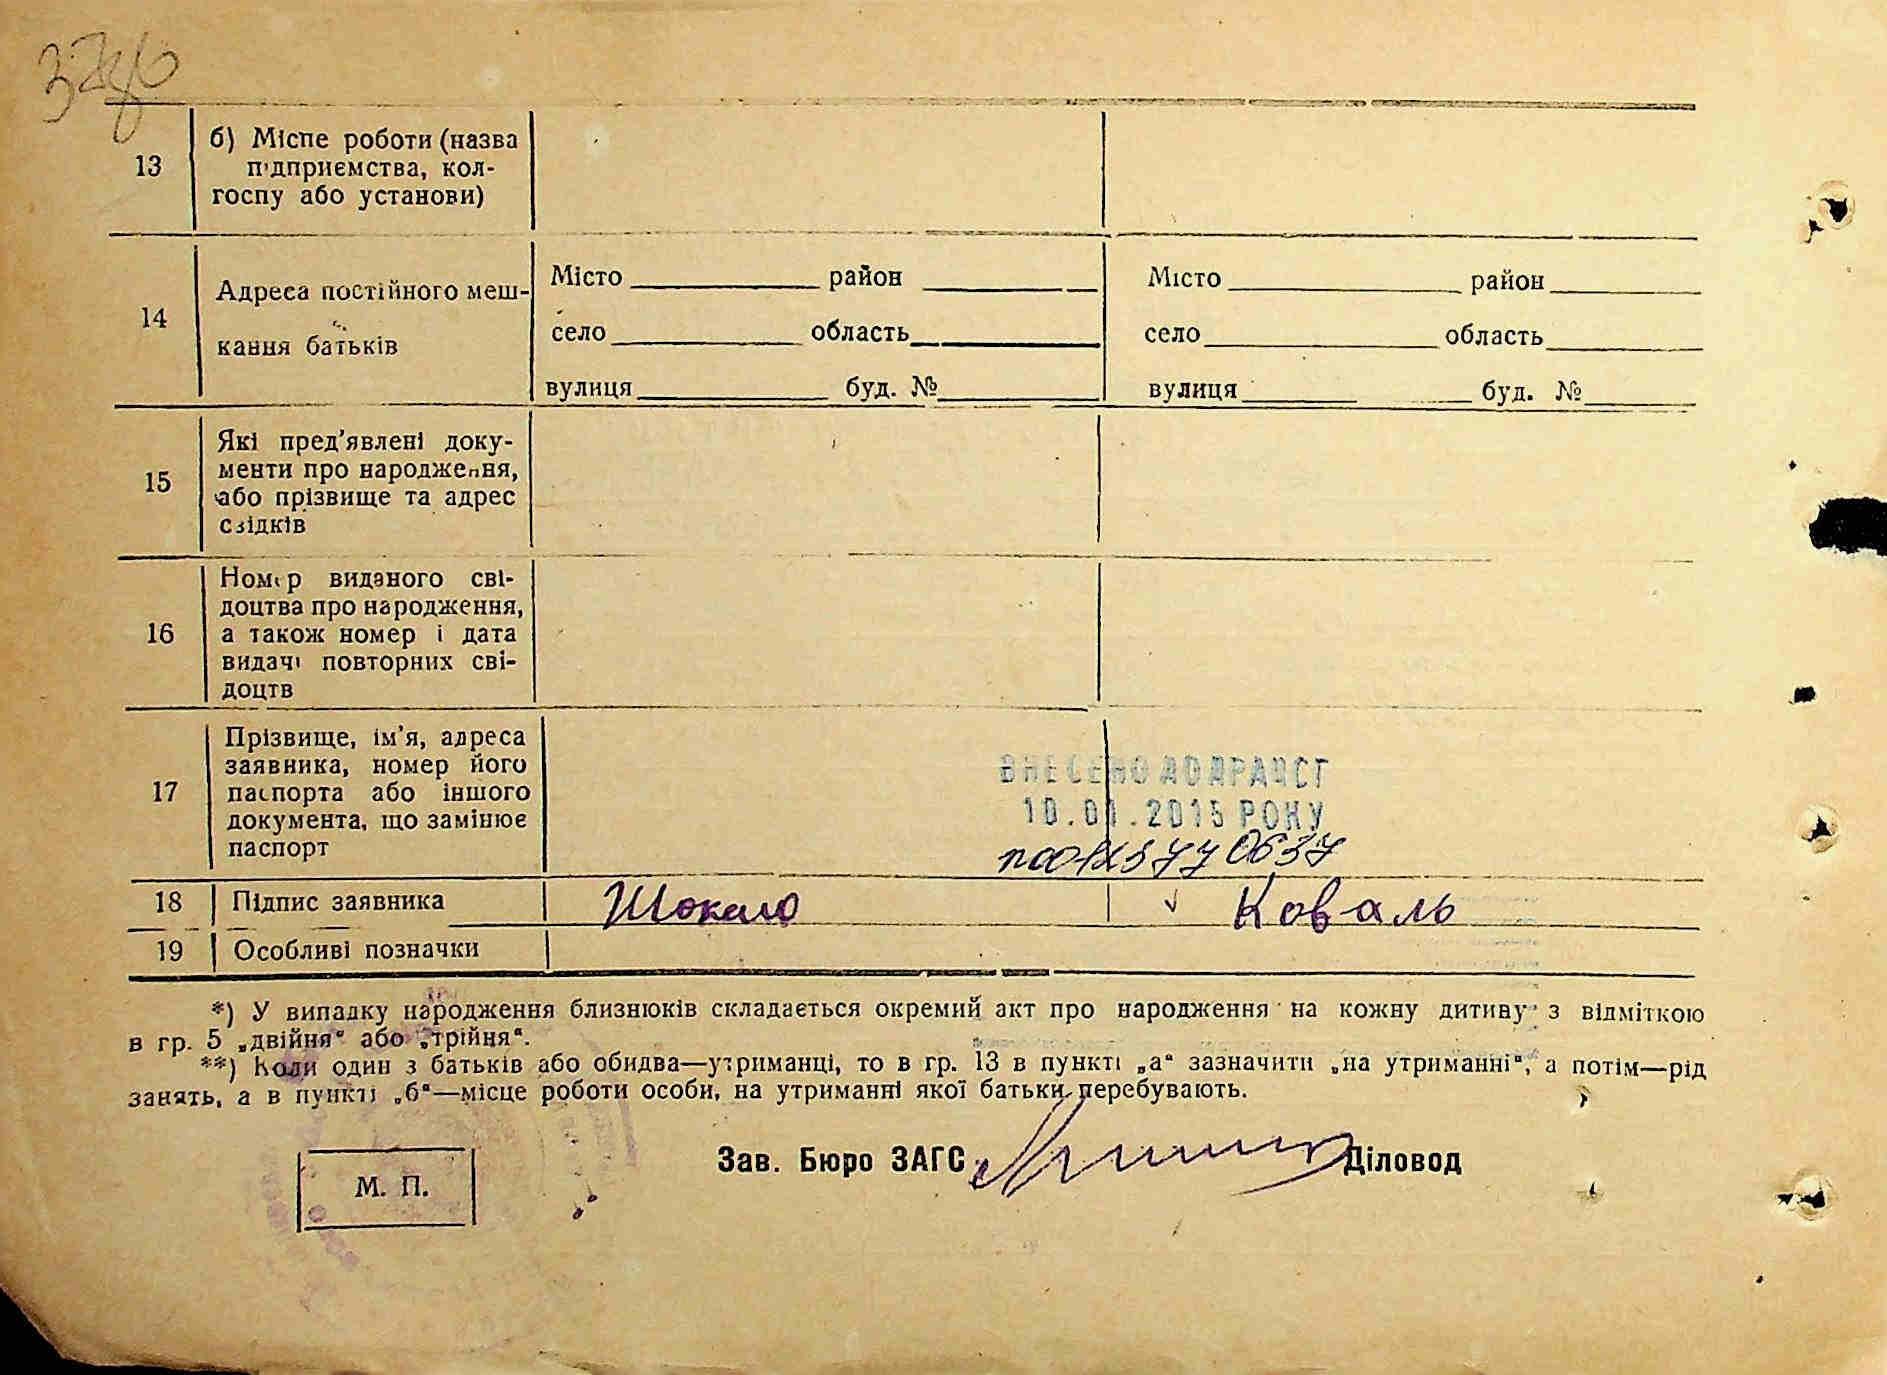 13
б) Місце роботи (назва
підприємства, кол-
госпу або установи)
14
Адреса постійного меш-
кання батьків
Місто район
село область
вулиця буд. №
Місто район
село область
вулиця буд. №
15
Які пред'явлені доку-
менти про народження,
або прізвище та адрес
свідків
16
Номер виданого сві-
доцтва про народження,
а також номер і дата
видачі повторних сві-
доцтв
17
Прізвище, ім'я, адреса
заявника, номер його
паспорта або іншого
документа, що замінює
паспорт
ВНЕСЕНО ДО ДРАЦСГ
10.01.2015 РОКУ
18 Підпис заявника Коваль
19 Особливі позначки
*) У випадку народження близнюків складається окремий акт про народження на кожну дитину з відміткою
в гр. 5 „двійня“ або „трійня“.
**) Коли один з батьків або обидва—утриманці, то в гр. 13 в пункті „а“ зазначити „на утриманні“, а потім—рід
занять, а в пункті „б“—місце роботи особи, на утриманні якої батьки перебувають.
М. П.
Зав. Бюро ЗАГС Діловод